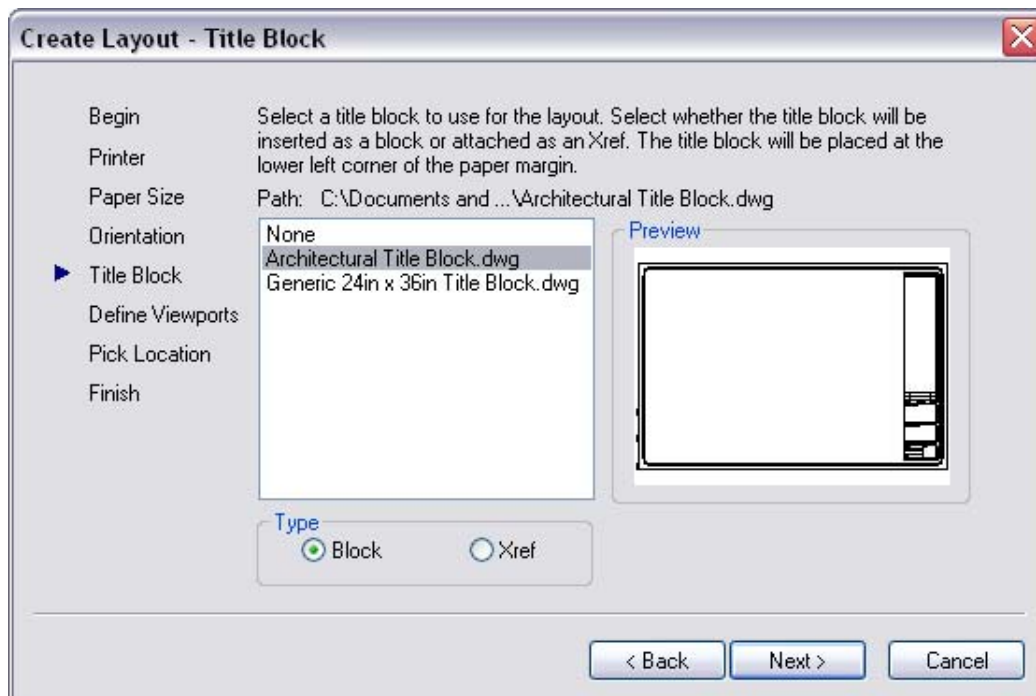 Create Layout - Title Block
Begin
Printer
Paper Size
Orientation
Title Block
Define Viewports
Pick Location
Finish
Select a title block to use for the layout. Select whether the title block will be
inserted as a block or attached as an Xref. The title block will be placed at the
lower left corner of the paper margin.
Path: C:\Documents and ...\Architectural Title Block.dwg
None
Architectural Title Block.dwg
Generic 24in x 36in Title Block.dwg
Preview
Type
Block
Xref
< Back
Next >
Cancel